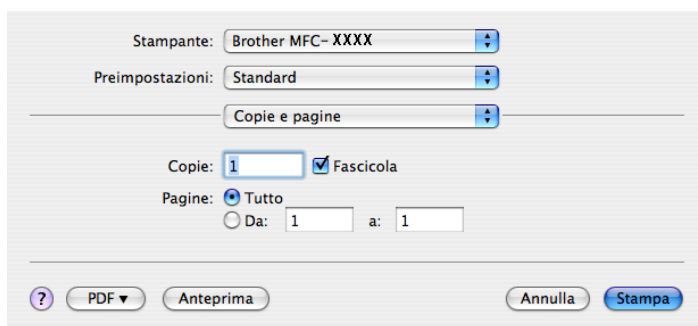 Stampante: Brother MFC- XXXX
Preimpostazioni: Standard
Copie e pagine
Copie: 1 Fascicola
Pagine: Tutto
Da: 1 a: 1
? PDF Anteprima Annulla Stampa